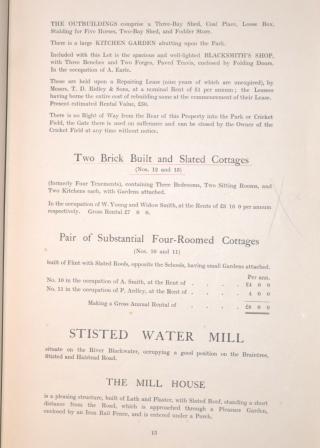 THE OUTBUILDINGS comprise a Three-Bay Shed, Coal Place, Loose Box,
Stalding for Five Horses, Two-Bay Shed, and Fodder Store.
There is a large KITCHEN GARDEN abutting upon the Park.
Included with this Lot is the spacious and well-lighted BLACKSMITH'S SHOP,
with Three Benches and Two Forges, Paved Travis, enclosed by Folding Doors.
In the occupation of A. Earle.
These are held upon a Repairing Lease (nine years of which are unexpired), by
Messrs. T. D. Ridley & Sons, at a nominal Rent of £1 per annum; the Lessees
having borne the entire cost of rebuilding some at the commencement of their Lease.
Present estimated Rental Value, £50.
There is no Right of Way from the Rear of this Property into the Park or Cricket
Field, the Gate there is used on sufferance and can be closed by the Owner of the
Cricket Field at any time without notice.
Two Brick Built and Slated Cottages
(Nos. 12 and 13)
(formerly Four Tenements), containing Three Bedrooms, Two Sitting Rooms, and
Two Kitchens each, with Gardens attached.
In the occupation of W. Young and Widow Smith, at the Rents of £3 10 0 per annum
respectively. Gross Rental £7 0 0.
Pair of Substantial Four-Roomed Cottages
(Nos. 10 and 11)
built of Flint with Slated Roofs, opposite the Schools, having small Gardens attached.
Per ann.
No. 10 in the occupation of A. Smith, at the Rent of . . . . £4 0 0
No. 11 in the occupation of P. Ardley, at the Rent of . . . . 4 0 0
Making a Gross Annual Rental of . . . . £8 0 0
STISTED WATER MILL
situate on the River Blackwater, occupying a good position on the Braintree,
Stisted and Halstead Road.
THE MILL HOUSE
is a pleasing structure, built of Lath and Plaster, with Slated Roof, standing a short
distance from the Road, which is approached through a Pleasure Garden,
enclosed by an Iron Rail Fence, and is entered under a Porch.
13